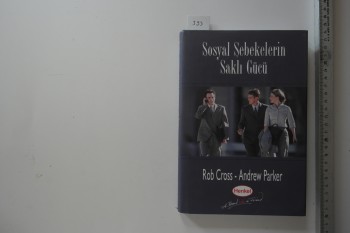 Sosyal Şebekelerin
Saklı Gücü
Rob Cross - Andrew Parker
Henkel